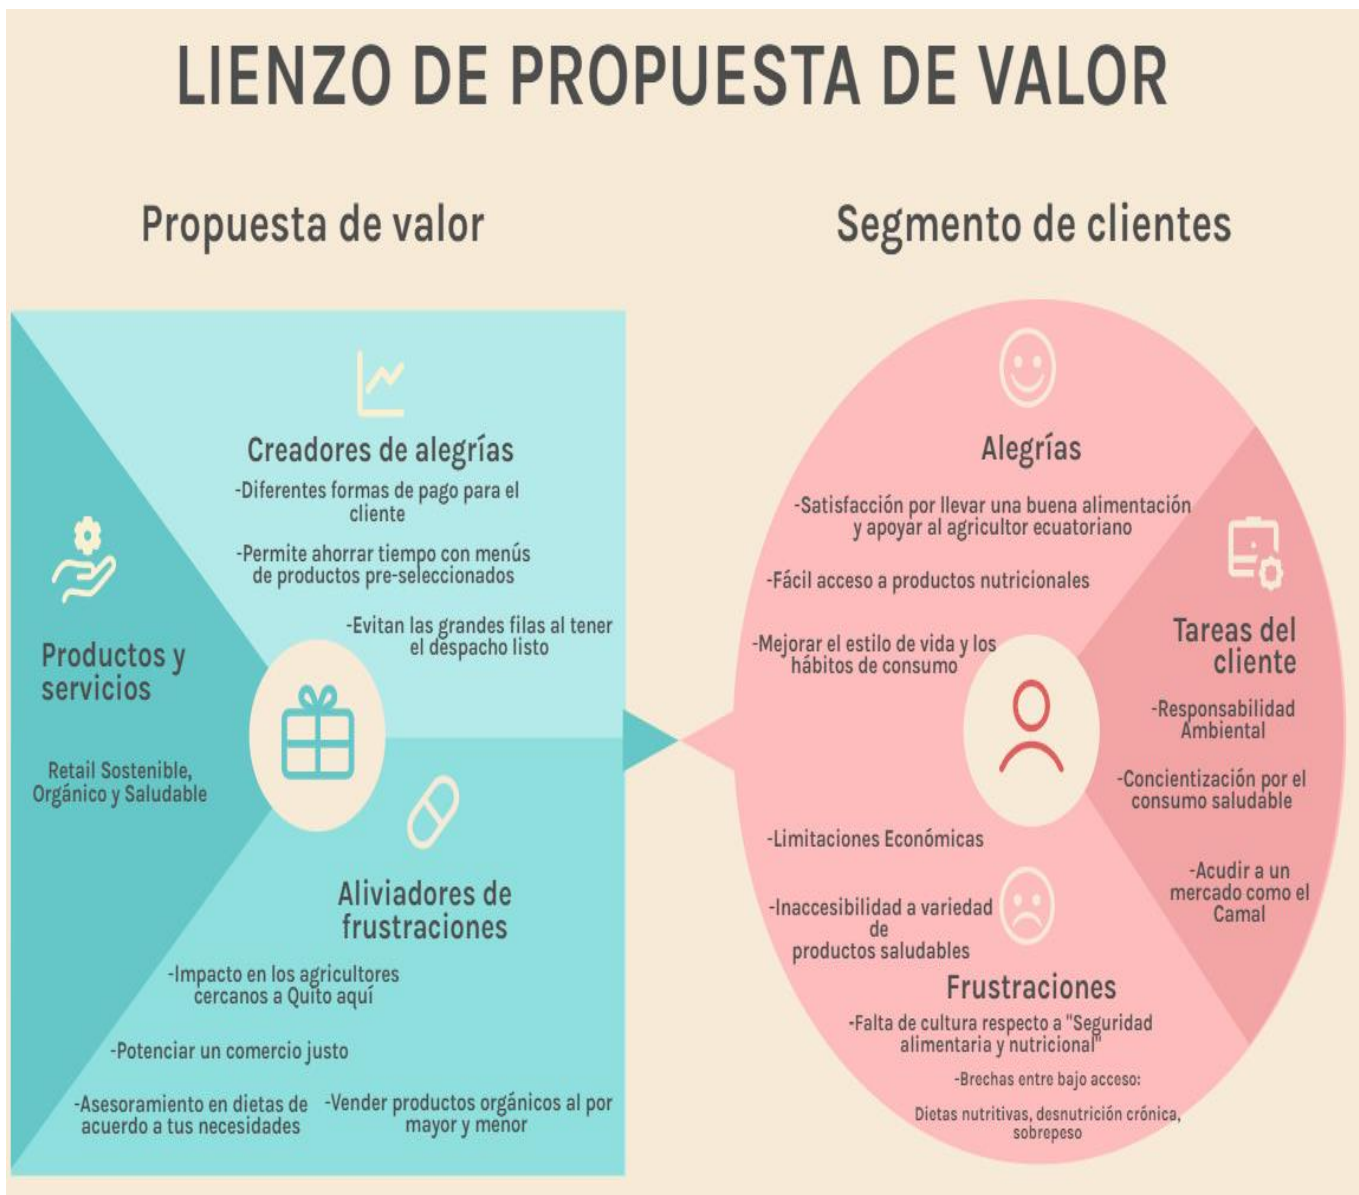 LIENZO DE PROPUESTA DE VALOR
Propuesta de valor
Creadores de alegrías
-Diferentes formas de pago para el
cliente
-Permite ahorrar tiempo con menús
de productos pre-seleccionados
-Evitan las grandes filas al tener
el despacho listo
Productos y
servicios
Retail Sostenible,
Orgánico y Saludable
Aliviadores de
frustraciones
-Impacto en los agricultores
cercanos a Quito aquí
-Potenciar un comercio justo
-Asesoramiento en dietas de
acuerdo a tus necesidades
-Vender productos orgánicos al por
mayor y menor
Segmento de clientes
Alegrías
-Satisfacción por llevar una buena alimentación
y apoyar al agricultor ecuatoriano
-Fácil acceso a productos nutricionales
-Mejorar el estilo de vida y los
hábitos de consumo
Tareas del
cliente
-Responsabilidad
Ambiental
-Concientización por el
consumo saludable
-Acudir a un
mercado como el
Camal
-Limitaciones Económicas
-Inaccesibilidad a variedad
de
productos saludables
Frustraciones
-Falta de cultura respecto a "Seguridad
alimentaria y nutricional"
-Brechas entre bajo acceso:
Dietas nutritivas, desnutrición crónica,
sobrepeso